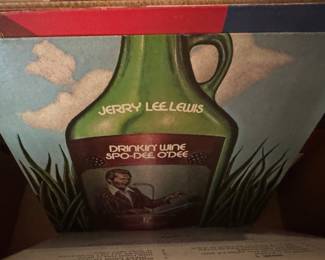 JERRY LEE LEWIS
DRINKIN' WINE
SPO-DEE O'DEE